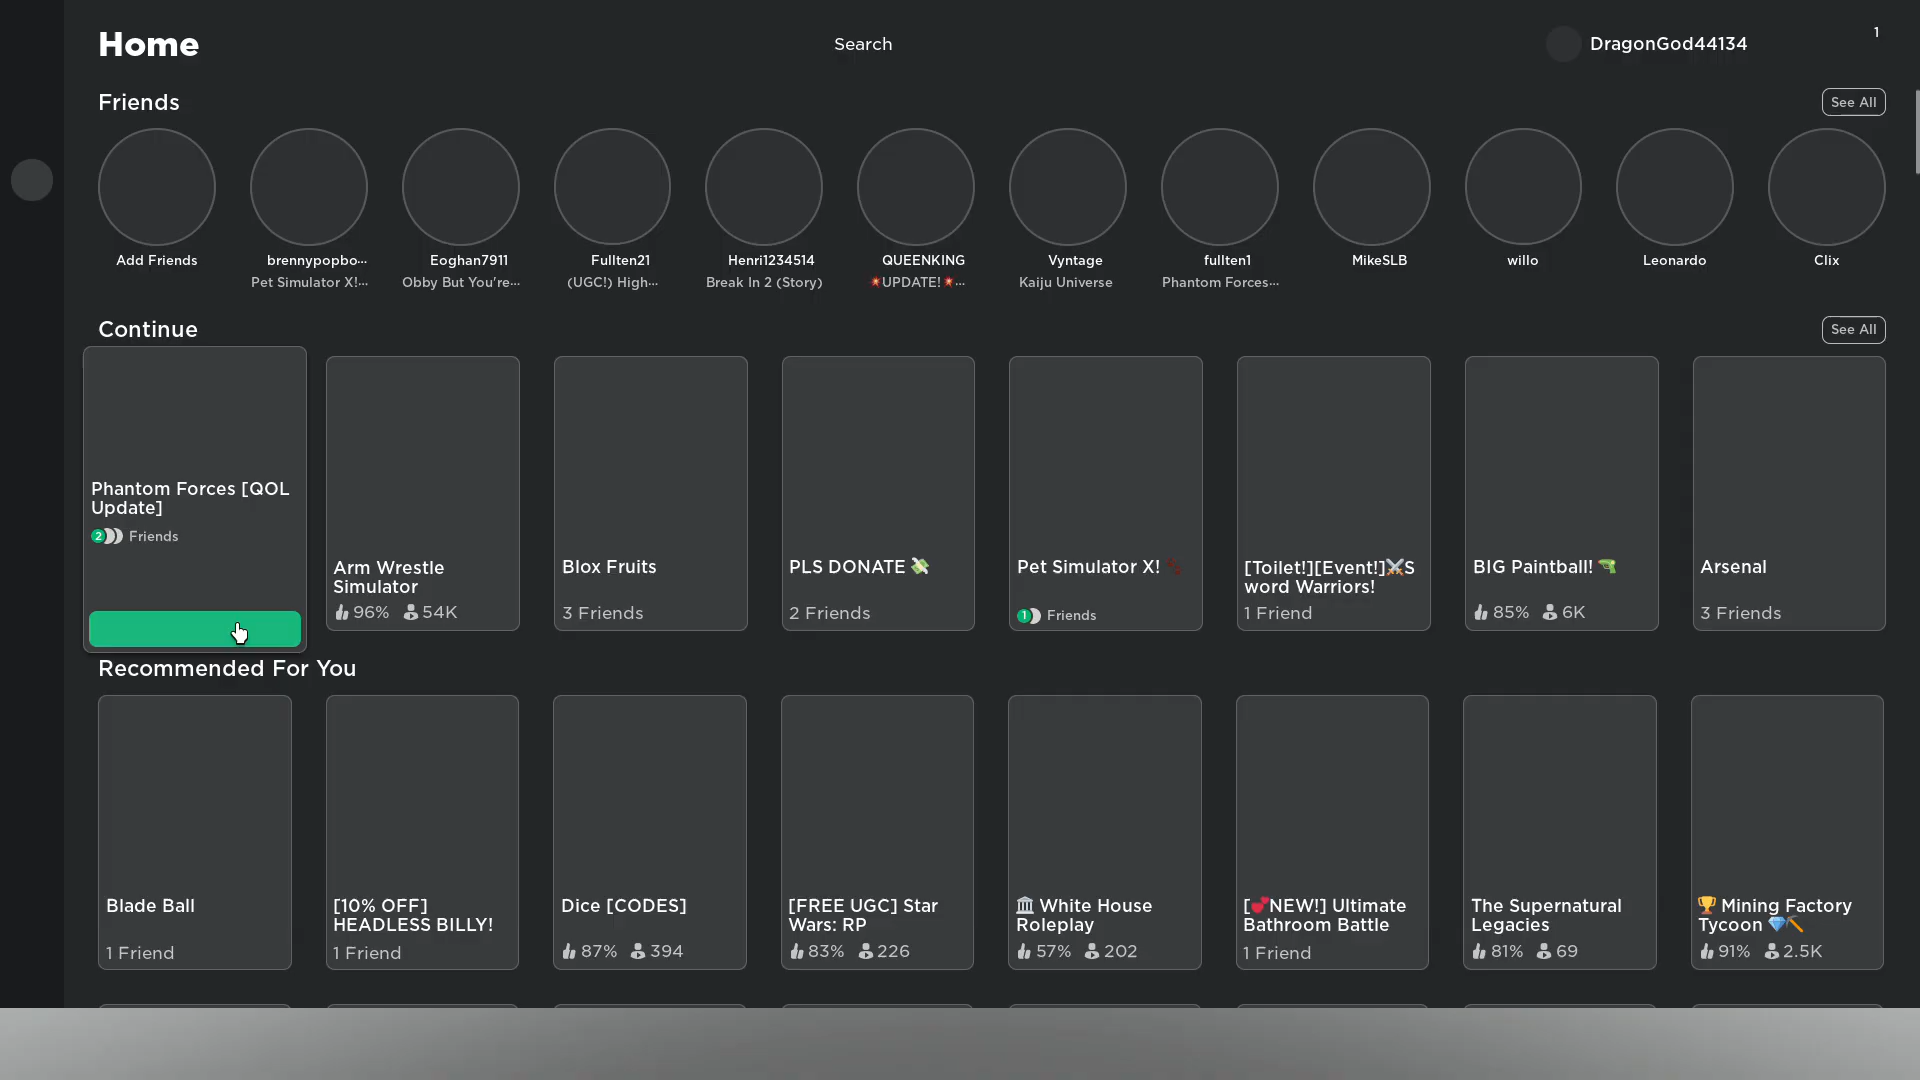 Home
Search
DragonGod44134
1
Friends
See All
Add Friends
brennypopbo...
Eoghan7911
Fullten21
Henri1234514
QUEENKING
Vyntage
fullten1
MikeSLB
willo
Leonardo
Clix
Pet Simulator X!...
Obby But You're...
(UGC!) High...
Break In 2 (Story)
💥UPDATE!💥...
Kaiju Universe
Phantom Forces...
Continue
See All
Phantom Forces [QOL
Update]
2 Friends
Arm Wrestle
Simulator
96% 54K
Blox Fruits
3 Friends
PLS DONATE 💸
2 Friends
Pet Simulator X!
1 Friends
[Toilet!][Event!]⚔️S
word Warriors!
1 Friend
BIG Paintball! 🔫
85% 6K
Arsenal
3 Friends
Recommended For You
Blade Ball
1 Friend
[10% OFF]
HEADLESS BILLY!
1 Friend
Dice [CODES]
87% 394
[FREE UGC] Star
Wars: RP
83% 226
🏛️ White House
Roleplay
57% 202
[💕NEW!] Ultimate
Bathroom Battle
1 Friend
The Supernatural
Legacies
81% 69
🏆 Mining Factory
Tycoon 💎⛏️
91% 2.5K